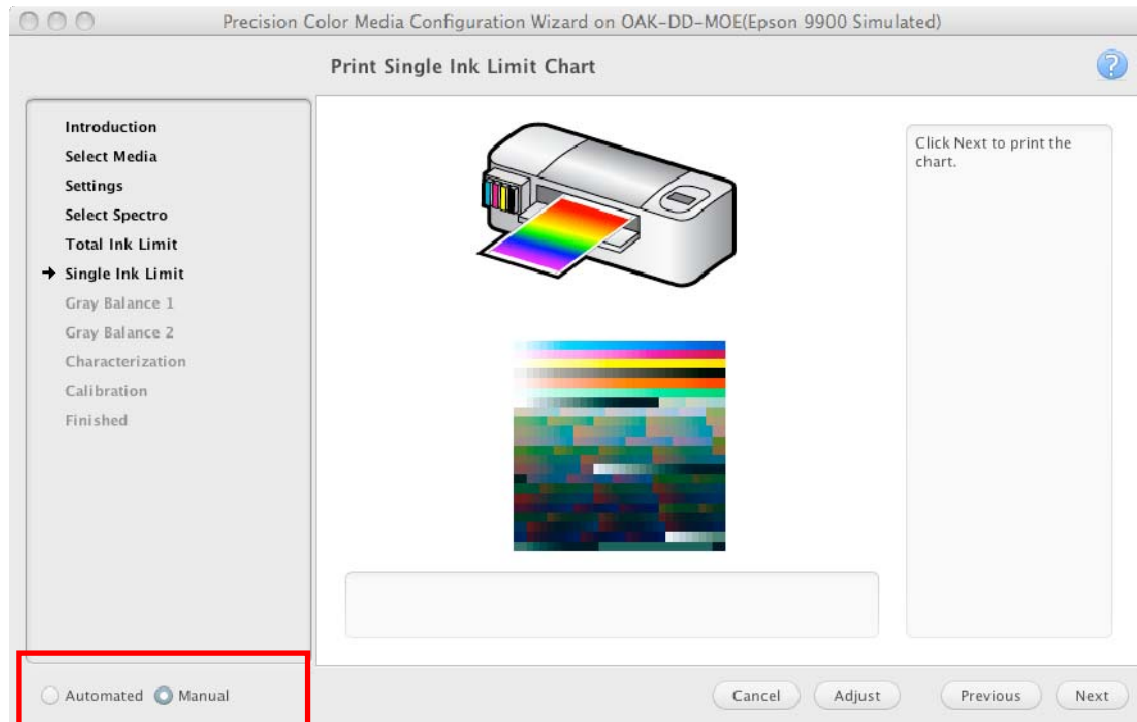 Precision Color Media Configuration Wizard on OAK-DD-MOE(Epson 9900 Simulated)
Print Single Ink Limit Chart
?
Introduction
Select Media
Settings
Select Spectro
Total Ink Limit
Single Ink Limit
Gray Balance 1
Gray Balance 2
Characterization
Calibration
Finished
Click Next to print the
chart.
Automated Manual
Cancel Adjust Previous Next